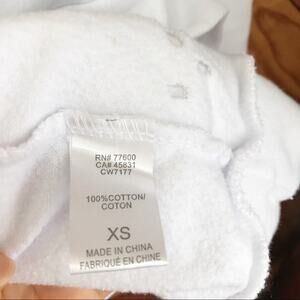 RN# 77600
CA# 45831
CW7177
100%COTTON/
COTON
XS
MADE IN CHINA
FABRIQUÉ EN CHINE